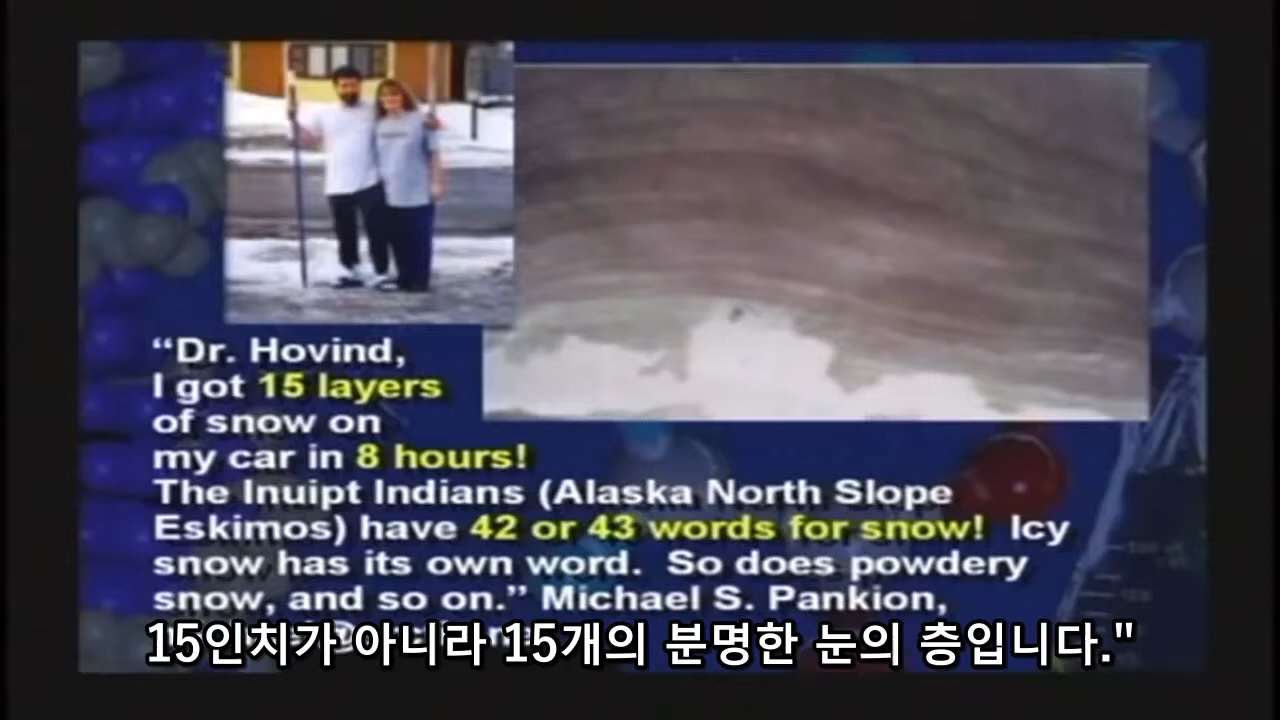 “Dr. Hovind,
I got 15 layers
of snow on
my car in 8 hours!
The Inuipt Indians (Alaska North Slope
Eskimos) have 42 or 43 words for snow!  Icy
snow has its own word.  So does powdery
snow, and so on.” Michael S. Pankion,
15인치가 아니라 15개의 분명한 눈의 층입니다."